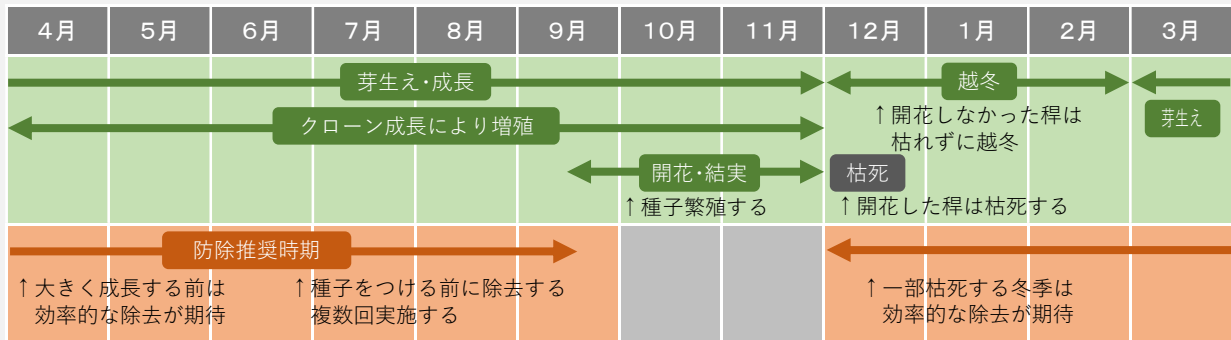 4月 5月 6月 7月 8月 9月 10月 11月 12月 1月 2月 3月
芽生え・成長
越冬
クローン成長により増殖
↑開花しなかった稈は
枯れずに越冬
芽生え
開花・結実
枯死
↑種子繁殖する
↑開花した稈は枯死する
防除推奨時期
↑大きく成長する前は
効率的な除去が期待
↑種子をつける前に除去する
複数回実施する
↑一部枯死する冬季は
効率的な除去が期待